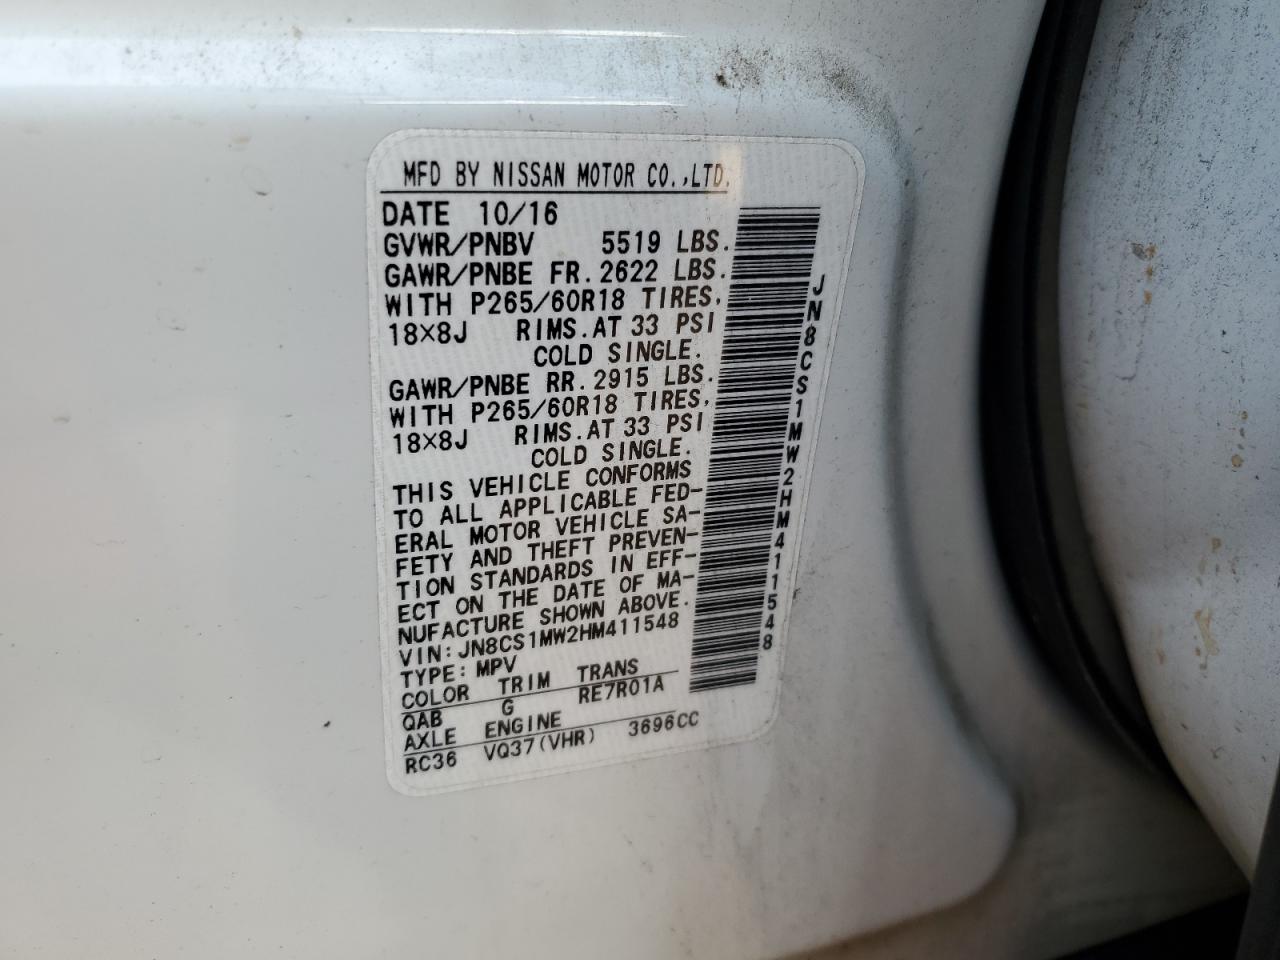 MFD BY NISSAN MOTOR CO.,LTD.
DATE 10/16
GVWR/PNBV 5519 LBS.
GAWR/PNBE FR. 2622 LBS.
WITH P265/60R18 TIRES,
18×8J RIMS. AT 33 PSI
COLD SINGLE.
GAWR/PNBE RR. 2915 LBS.
WITH P265/60R18 TIRES,
18×8J RIMS. AT 33 PSI
COLD SINGLE.
THIS VEHICLE CONFORMS
TO ALL APPLICABLE FED-
ERAL MOTOR VEHICLE SA-
FETY AND THEFT PREVEN-
TION STANDARDS IN EFF-
ECT ON THE DATE OF MA-
NUFACTURE SHOWN ABOVE.
VIN: JN8CS1MW2HM411548
TYPE: MPV
COLOR TRIM TRANS
QAB G RE7R01A
AXLE ENGINE
RC36 VQ37(VHR) 3696CC
JN8CS1MW2HM411548